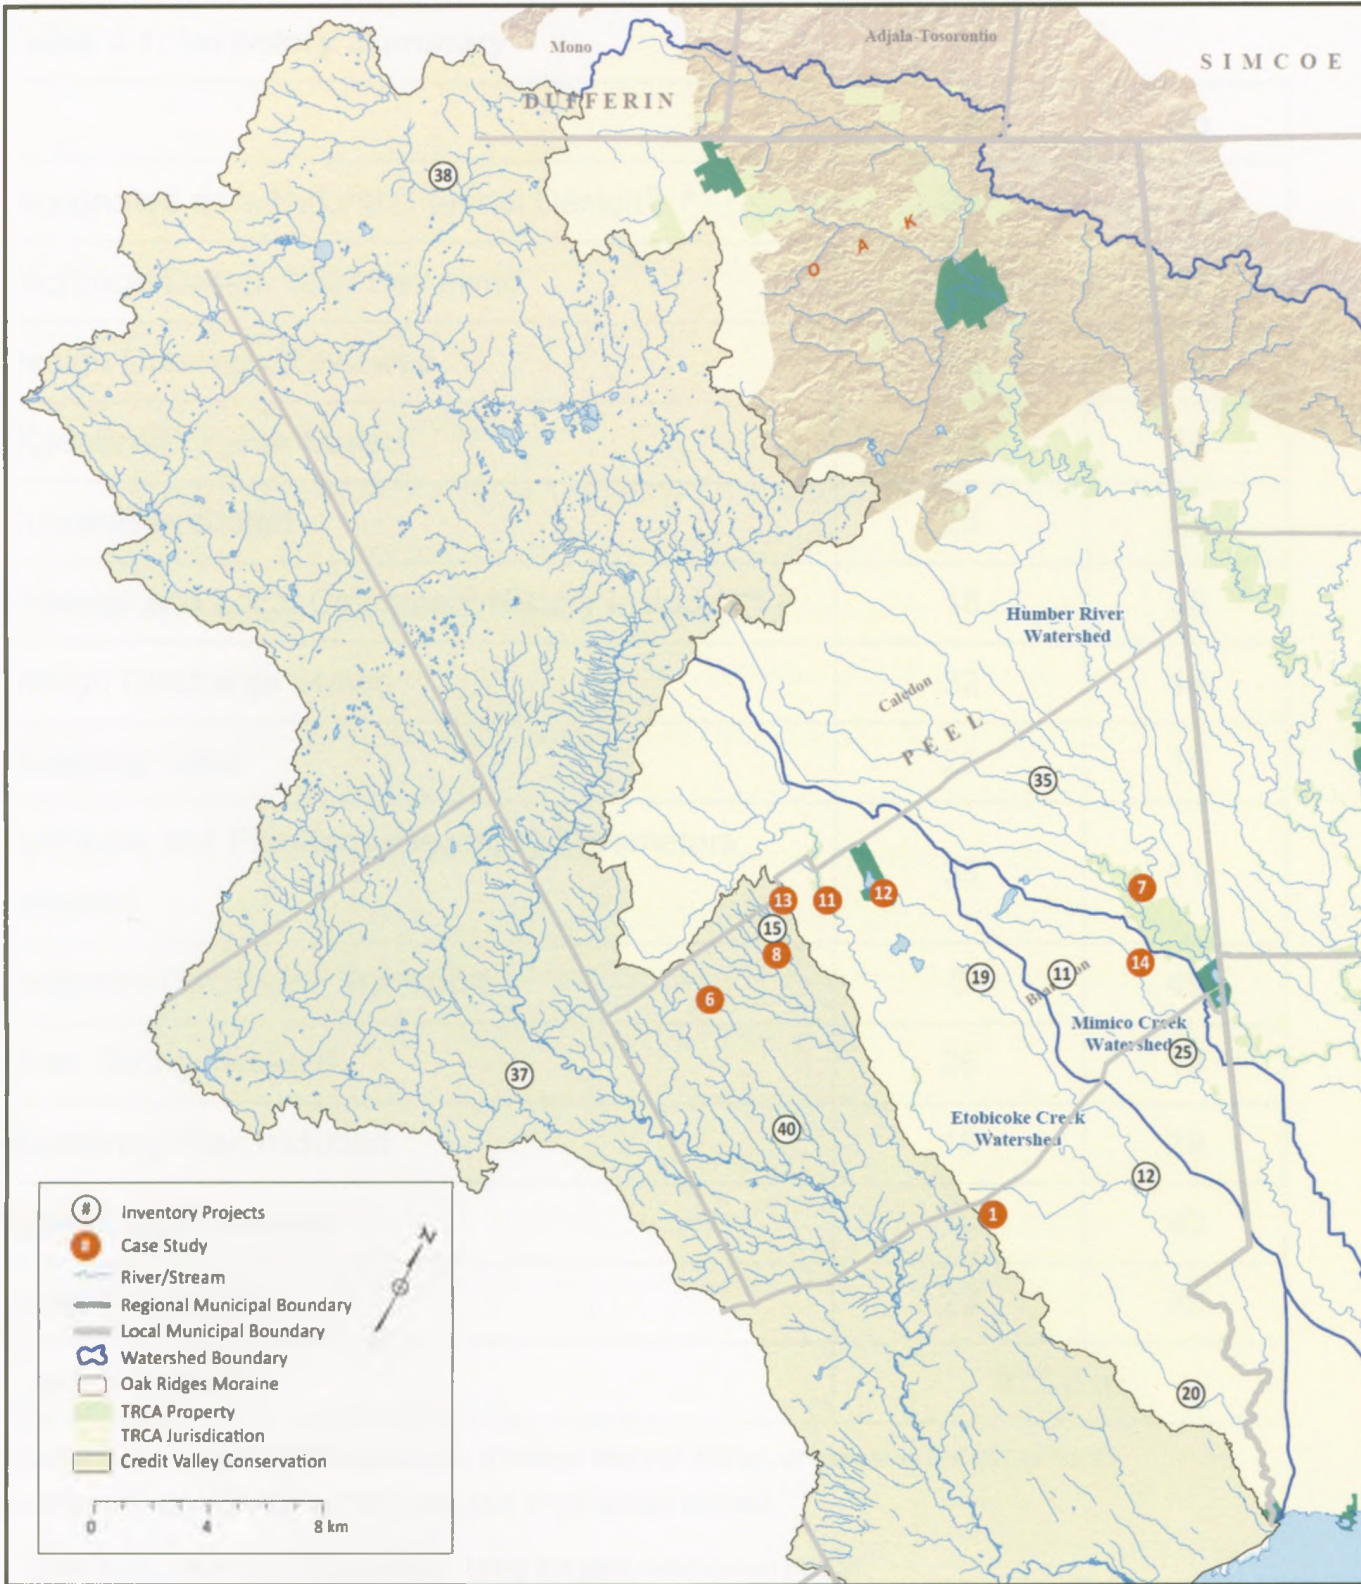 Mono
Adjala-Tosorontio
SIMCOE
DUFFERIN
38
O A K
Humber River
Watershed
Caledon
PEEL
35
7
13
11
12
15
8
14
19
11
6
Mimico Creek
Watershed
25
37
Etobicoke Creek
Watershed
40
12
1
20
# Inventory Projects
# Case Study
River/Stream
Regional Municipal Boundary
Local Municipal Boundary
Watershed Boundary
Oak Ridges Moraine
TRCA Property
TRCA Jurisdication
Credit Valley Conservation
N
0 4 8 km